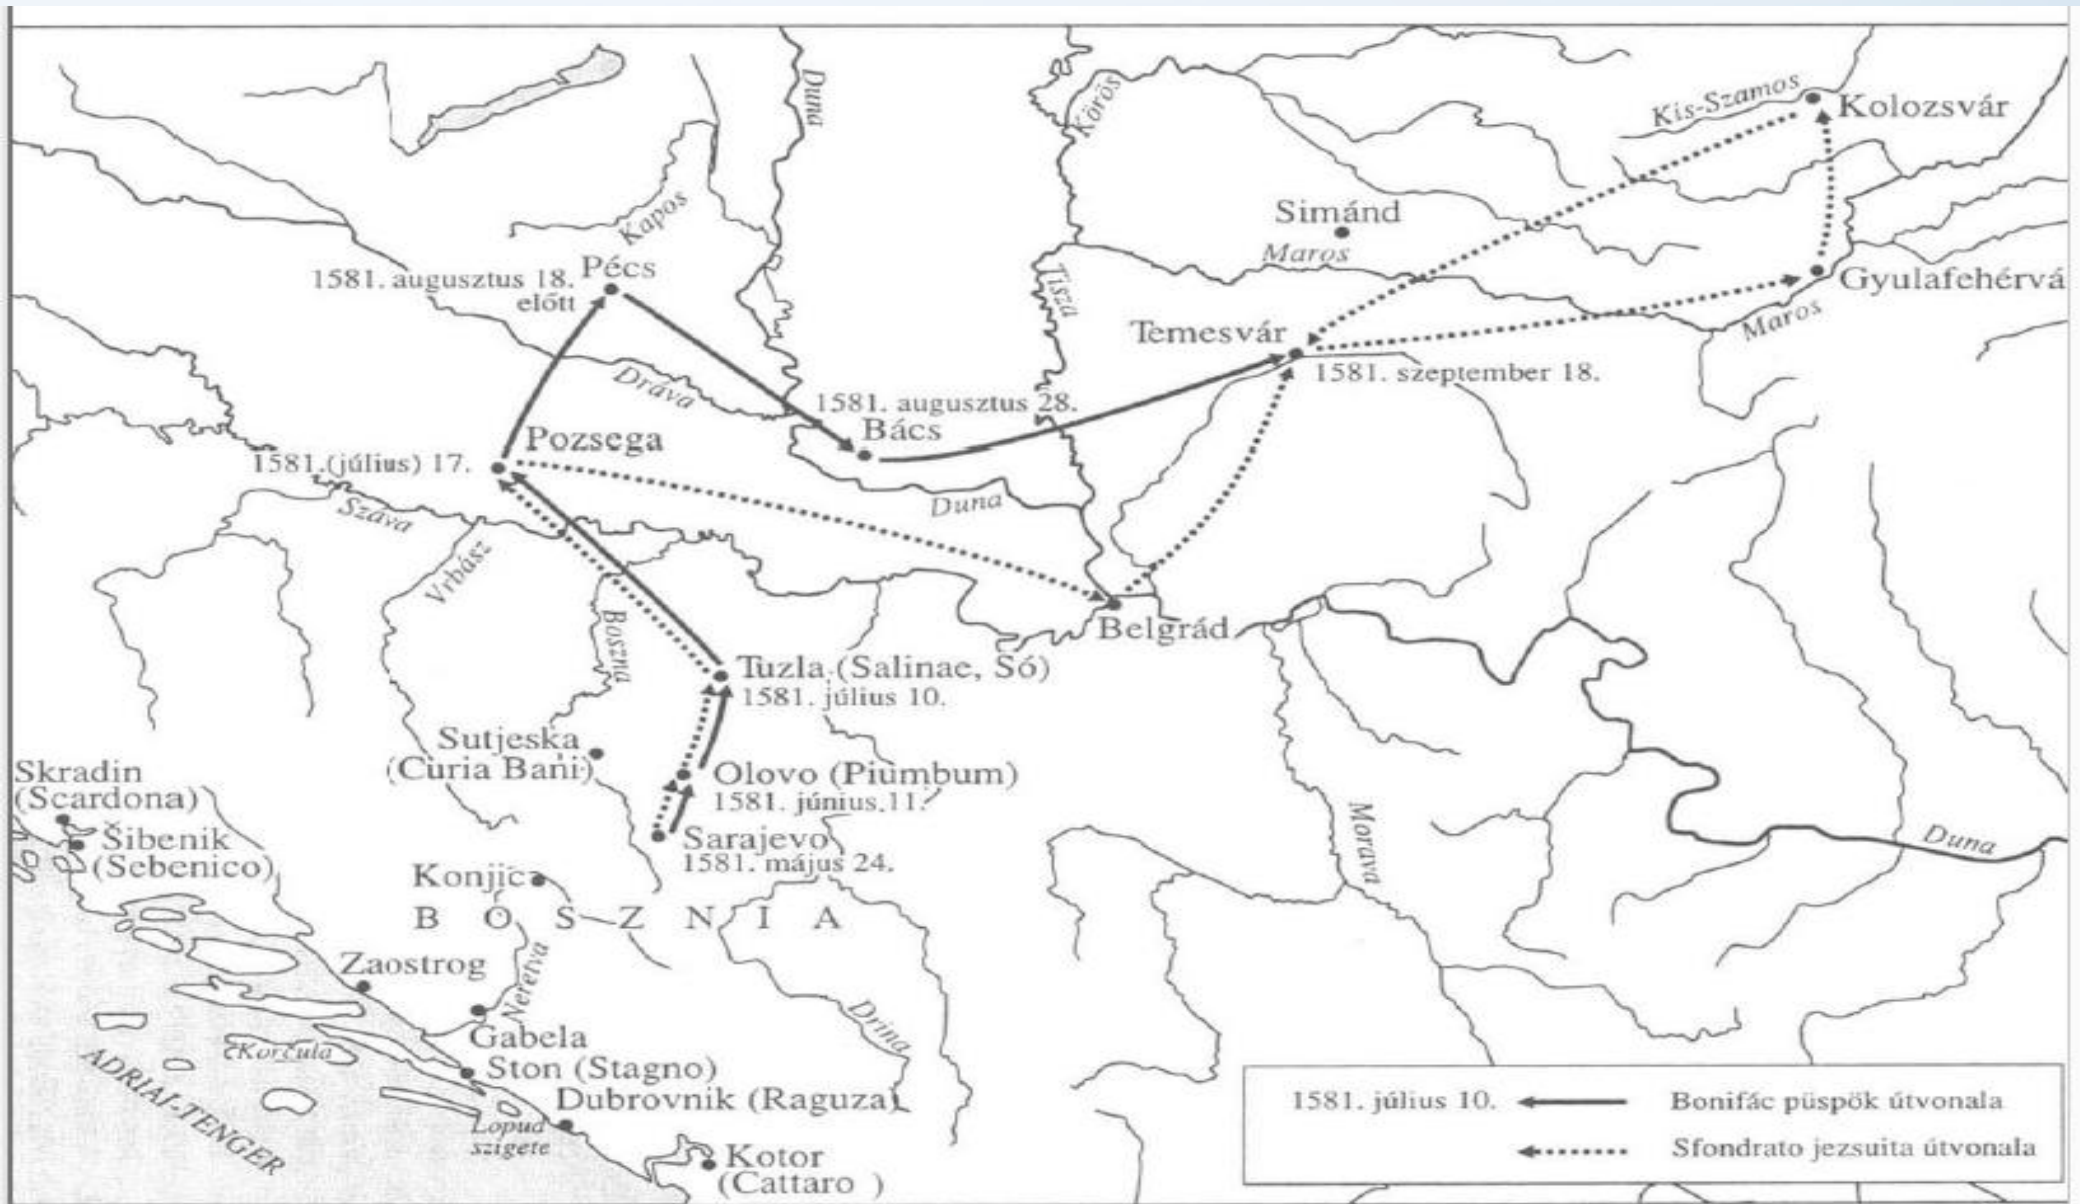 Duna
Körös
Kis-Szamos
Kolozsvár
Kapos
Simánd
Maros
1581. augusztus 18.
előtt
Pécs
Tisza
Gyulafehérvá
Maros
Temesvár
1581. szeptember 18.
Dráva
1581. augusztus 28.
Bács
Pozsega
1581.(július) 17.
Száva
Duna
Vrbász
Boszna
Belgrád
Tuzla (Salinae, Só)
1581. július 10.
Sutjeska
(Curia Bani)
Olovo (Piumbum)
1581. június 11.
Skradin
(Scardona)
Šibenik
(Sebenico)
Sarajevo
1581. május 24.
Morava
Duna
Konjic
BOSZNIA
Zaostrog
Neretva
Gabela
Drina
Korčula
Ston (Stagno)
ADRIAI-TENGER
Dubrovnik (Raguza)
Lopud
szigete
Kotor
(Cattaro )
1581. július 10.
Bonifác püspök útvonala
Sfondrato jezsuita útvonala